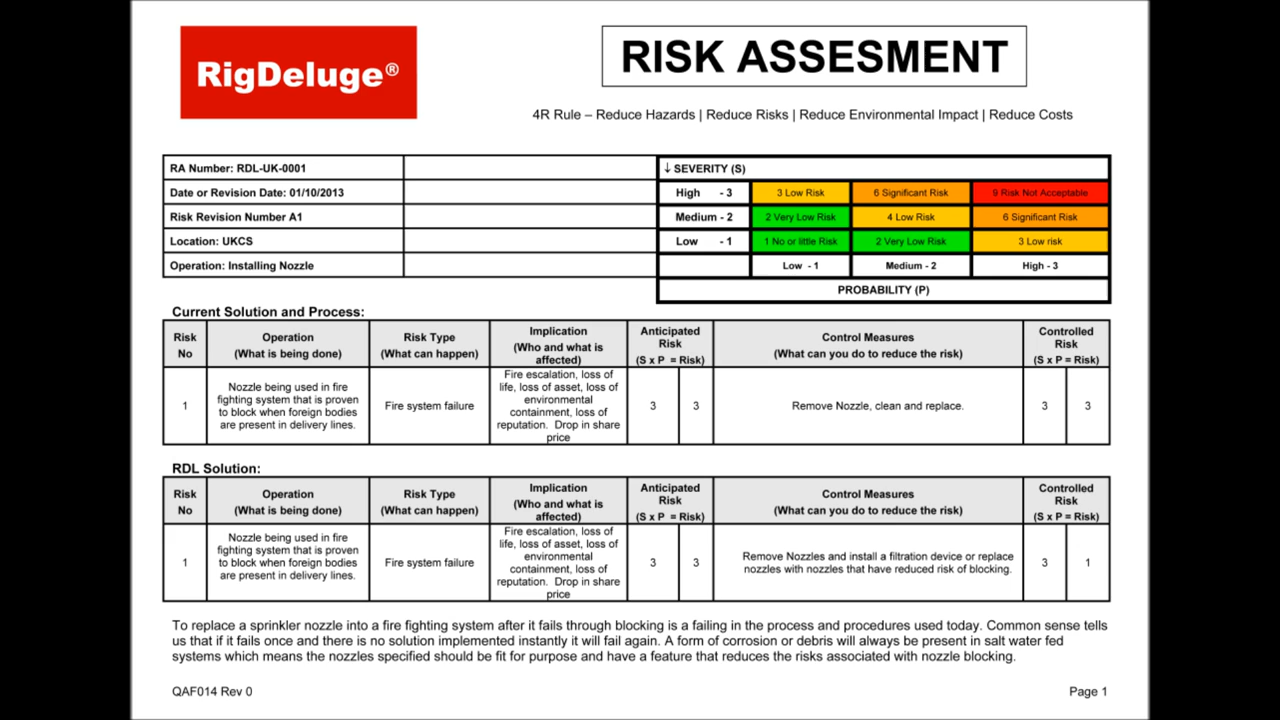 RigDeluge®
RISK ASSESMENT
4R Rule – Reduce Hazards | Reduce Risks | Reduce Environmental Impact | Reduce Costs
RA Number: RDL-UK-0001
Date or Revision Date: 01/10/2013
Risk Revision Number A1
Location: UKCS
Operation: Installing Nozzle
↓ SEVERITY (S)
High - 3 3 Low Risk 6 Significant Risk 9 Risk Not Acceptable
Medium - 2 2 Very Low Risk 4 Low Risk 6 Significant Risk
Low - 1 1 No or little Risk 2 Very Low Risk 3 Low risk
Low - 1 Medium - 2 High - 3
PROBABILITY (P)
Current Solution and Process:
Risk
No
Operation
(What is being done)
Risk Type
(What can happen)
Implication
(Who and what is
affected)
Anticipated
Risk
(S x P = Risk)
Control Measures
(What can you do to reduce the risk)
Controlled
Risk
(S x P = Risk)
1
Nozzle being used in fire
fighting system that is proven
to block when foreign bodies
are present in delivery lines.
Fire system failure
Fire escalation, loss of
life, loss of asset, loss of
environmental
containment, loss of
reputation. Drop in share
price
3
3
Remove Nozzle, clean and replace.
3
3
RDL Solution:
Risk
No
Operation
(What is being done)
Risk Type
(What can happen)
Implication
(Who and what is
affected)
Anticipated
Risk
(S x P = Risk)
Control Measures
(What can you do to reduce the risk)
Controlled
Risk
(S x P = Risk)
1
Nozzle being used in fire
fighting system that is proven
to block when foreign bodies
are present in delivery lines.
Fire system failure
Fire escalation, loss of
life, loss of asset, loss of
environmental
containment, loss of
reputation. Drop in share
price
3
3
Remove Nozzles and install a filtration device or replace
nozzles with nozzles that have reduced risk of blocking.
3
1
To replace a sprinkler nozzle into a fire fighting system after it fails through blocking is a failing in the process and procedures used today. Common sense tells
us that if it fails once and there is no solution implemented instantly it will fail again. A form of corrosion or debris will always be present in salt water fed
systems which means the nozzles specified should be fit for purpose and have a feature that reduces the risks associated with nozzle blocking.
QAF014 Rev 0
Page 1